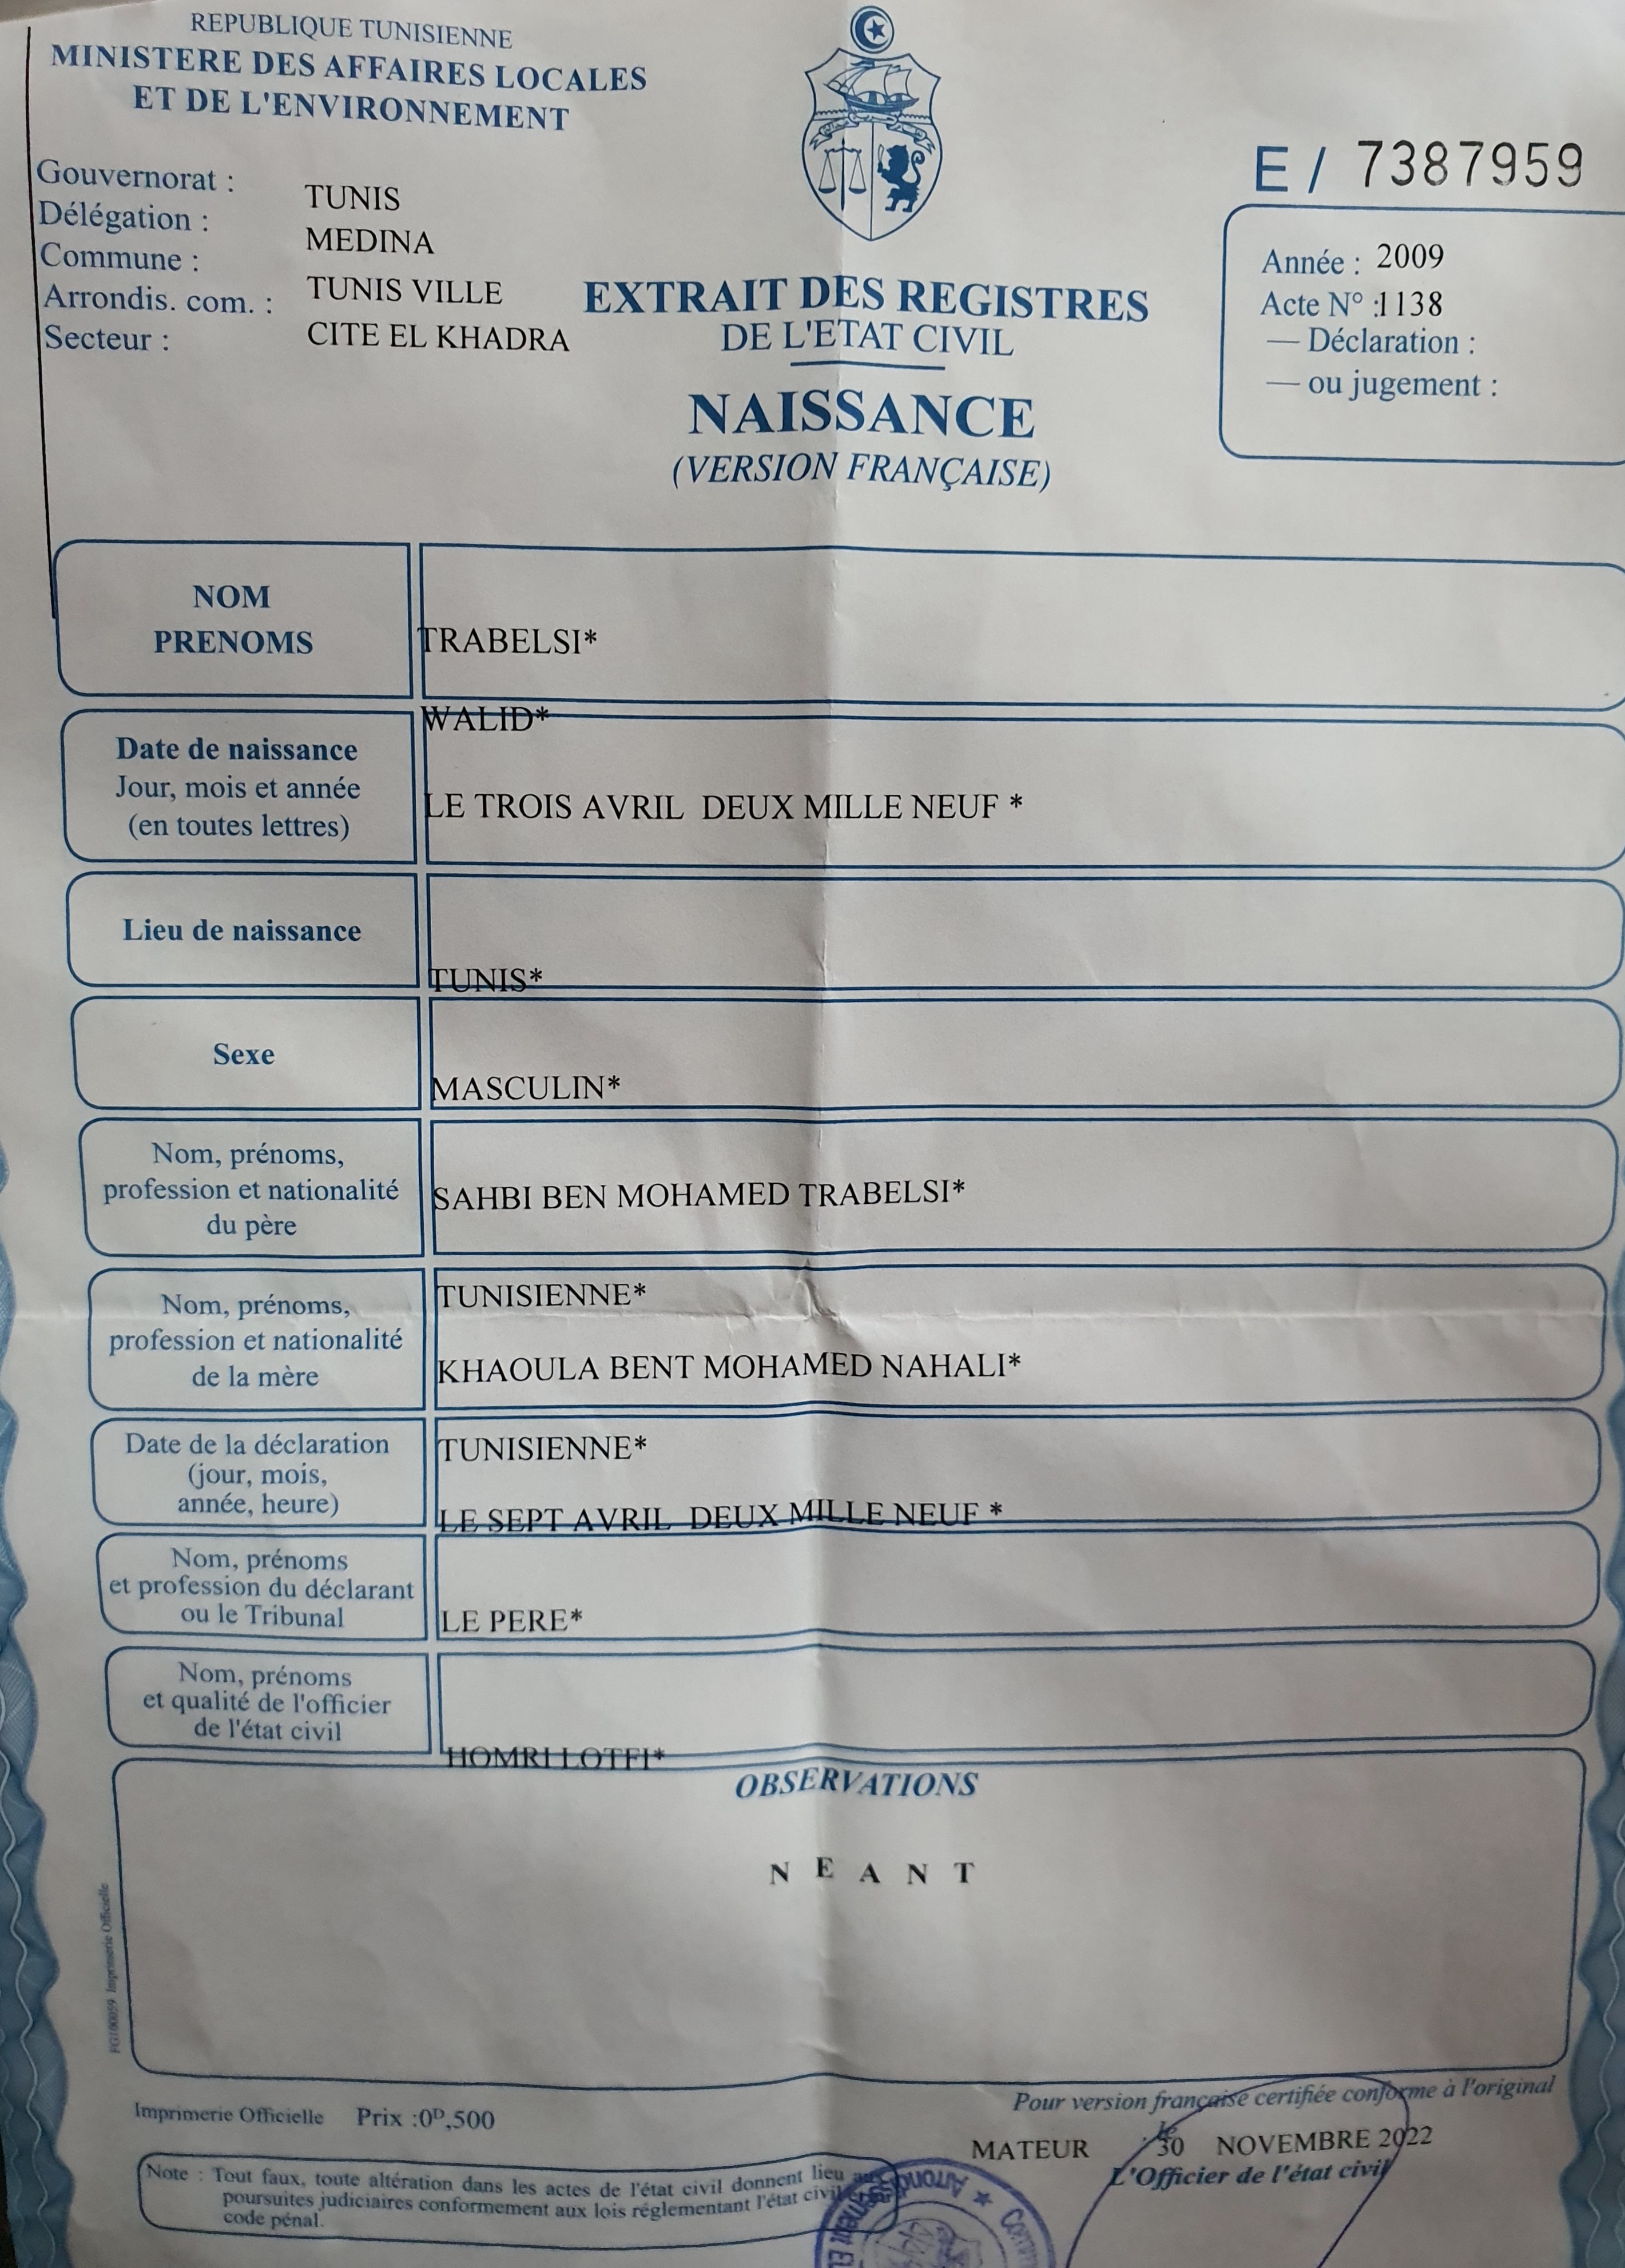 REPUBLIQUE TUNISIENNE
MINISTERE DES AFFAIRES LOCALES
ET DE L'ENVIRONNEMENT
E / 7387959
Gouvernorat : TUNIS
Délégation : MEDINA
Commune : TUNIS VILLE
Arrondis. com. : CITE EL KHADRA
Secteur :
Année : 2009
Acte N° :1138
— Déclaration :
— ou jugement :
EXTRAIT DES REGISTRES
DE L'ETAT CIVIL
NAISSANCE
(VERSION FRANÇAISE)
NOM
PRENOMS
TRABELSI*
WALID*
Date de naissance
Jour, mois et année
(en toutes lettres)
LE TROIS AVRIL DEUX MILLE NEUF *
Lieu de naissance
TUNIS*
Sexe
MASCULIN*
Nom, prénoms,
profession et nationalité
du père
SAHBI BEN MOHAMED TRABELSI*
TUNISIENNE*
Nom, prénoms,
profession et nationalité
de la mère
KHAOULA BENT MOHAMED NAHALI*
TUNISIENNE*
Date de la déclaration
(jour, mois,
année, heure)
LE SEPT AVRIL DEUX MILLE NEUF *
Nom, prénoms
et profession du déclarant
ou le Tribunal
LE PERE*
Nom, prénoms
et qualité de l'officier
de l'état civil
HOMRI LOTFI*
OBSERVATIONS
N E A N T
Imprimerie Officielle
Imprimerie Officielle Prix :0D,500
Pour version française certifiée conforme à l'original
MATEUR le 30 NOVEMBRE 2022
L'Officier de l'état civil
Note : Tout faux, toute altération dans les actes de l'état civil donnent lieu
poursuites judiciaires conformement aux lois réglementant l'état civil
code pénal.
Arrondissement